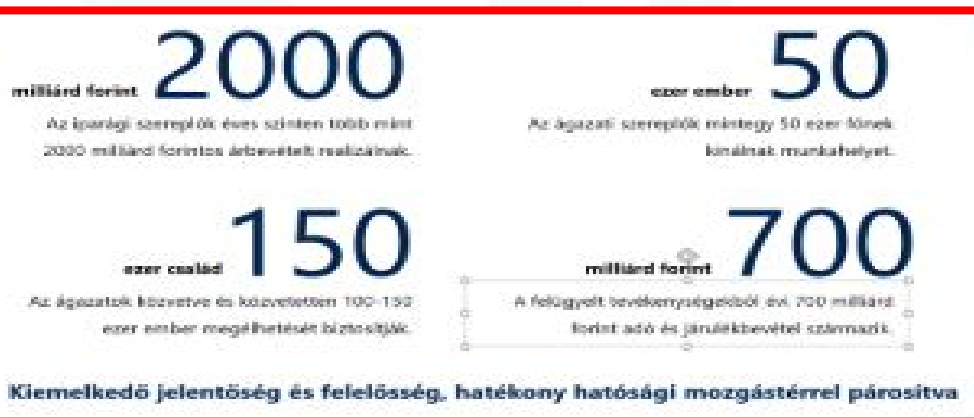 milliárd forint 2000
Az iparági szereplők éves szinten több mint
2000 milliárd forintos árbevételt realizálnak.
ezer ember 50
Az ágazati szereplők mintegy 50 ezer főnek
kínálnak munkahelyet.
ezer család 150
Az ágazatok közvetve és közvetetten 100-150
ezer ember megélhetését biztosítják.
milliárd forint 700
A felügyelt tevékenységekből évi 700 milliárd
forint adó és járulékbevétel származik.
Kiemelkedő jelentőség és felelősség, hatékony hatósági mozgástérrel párosítva